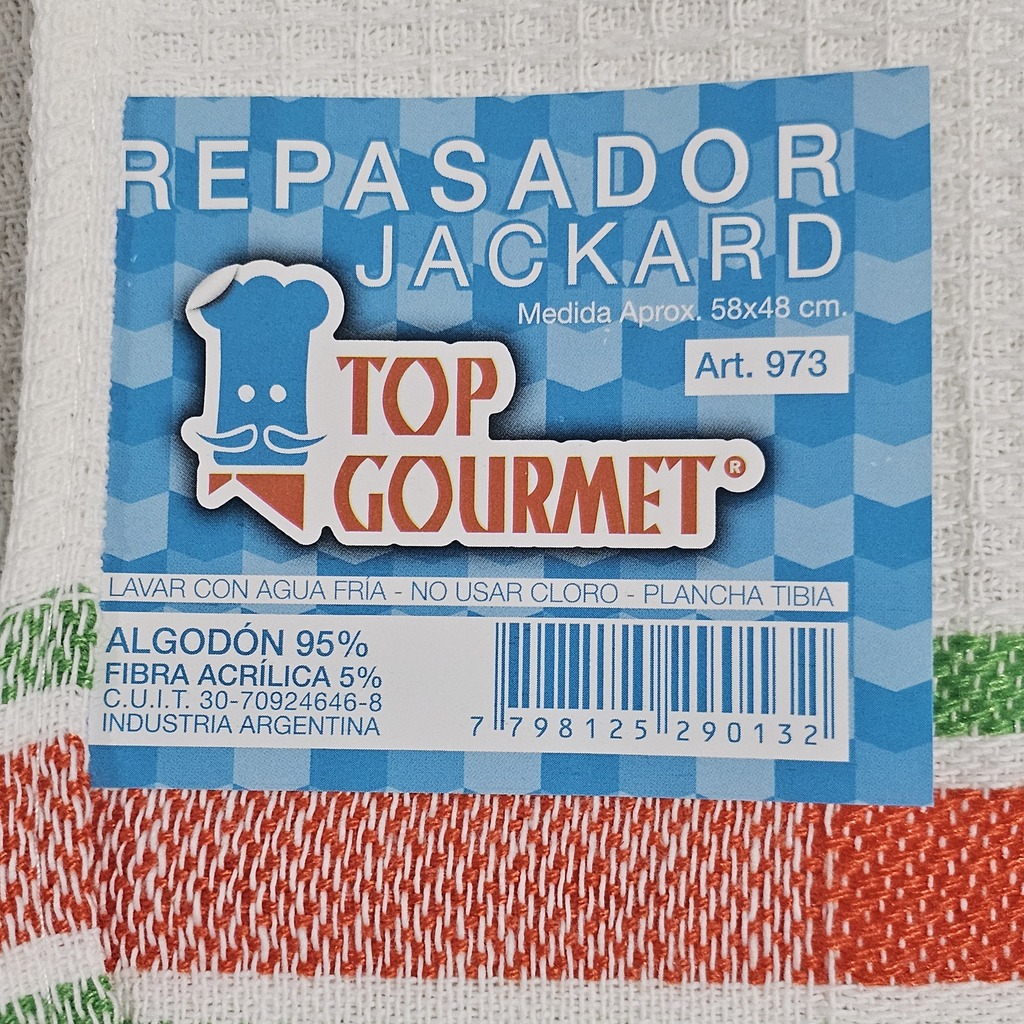 REPASADOR
JACKARD
Medida Aprox. 58x48 cm.
Art. 973
TOP
GOURMET®
LAVAR CON AGUA FRÍA - NO USAR CLORO - PLANCHA TIBIA
ALGODÓN 95%
FIBRA ACRÍLICA 5%
C.U.I.T. 30-70924646-8
INDUSTRIA ARGENTINA
7 798125 290132